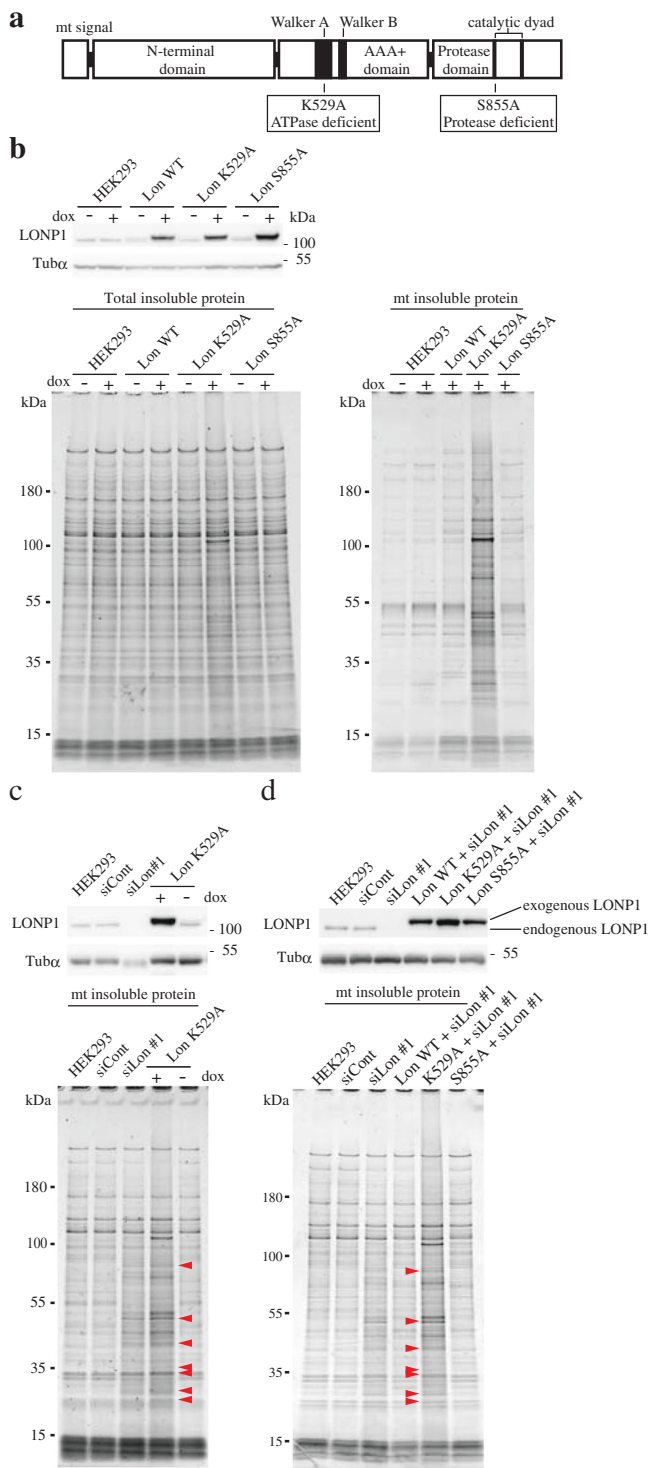 a
Walker A
Walker B
catalytic dyad
mt signal
N-terminal
domain
AAA+
domain
Protease
domain
K529A
ATPase deficient
S855A
Protease deficient
b
HEK293
Lon WT
Lon K529A
Lon S855A
dox - + - + - + - + kDa
LONP1
- 100
- 55
Tubα
Total insoluble protein
HEK293
Lon WT
Lon K529A
Lon S855A
dox - + - + - + - +
kDa
180
100
55
35
15
mt insoluble protein
HEK293
Lon WT
Lon K529A
Lon S855A
dox - + + + +
kDa
180
100
55
35
15
c
HEK293
siCont
siLon#1
Lon K529A
+ - dox
LONP1
- 100
- 55
Tubα
mt insoluble protein
HEK293
siCont
siLon #1
Lon K529A
+ - dox
kDa
180
100
55
35
15
d
HEK293
siCont
siLon #1
Lon WT + siLon #1
Lon K529A + siLon #1
Lon S855A + siLon #1
LONP1
exogenous LONP1
endogenous LONP1
Tubα
- 55
mt insoluble protein
HEK293
siCont
siLon #1
Lon WT + siLon #1
K529A + siLon #1
S855A + siLon #1
kDa
180
100
55
35
15